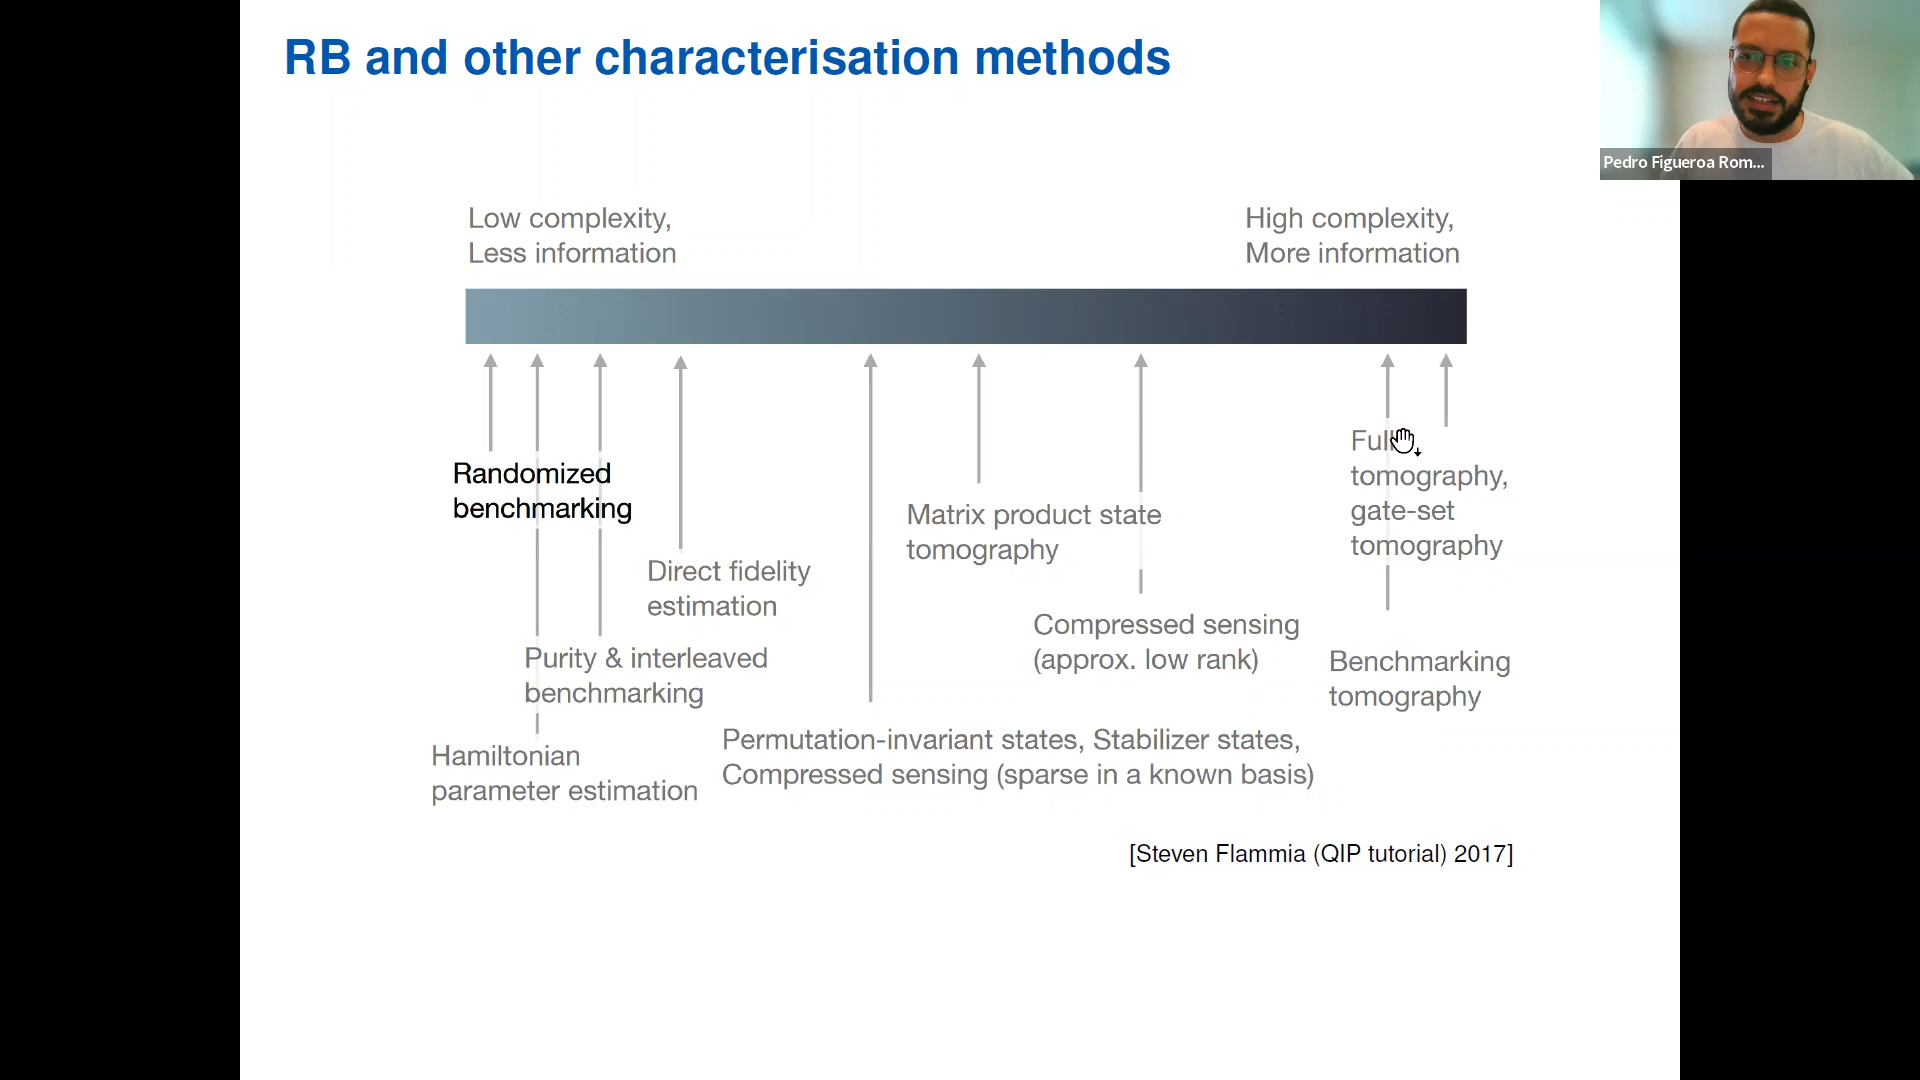 RB and other characterisation methods
Pedro Figueroa Rom...
Low complexity,
Less information
High complexity,
More information
Randomized
benchmarking
Direct fidelity
estimation
Purity & interleaved
benchmarking
Hamiltonian
parameter estimation
Matrix product state
tomography
Compressed sensing
(approx. low rank)
Permutation-invariant states, Stabilizer states,
Compressed sensing (sparse in a known basis)
Full
tomography,
gate-set
tomography
Benchmarking
tomography
[Steven Flammia (QIP tutorial) 2017]